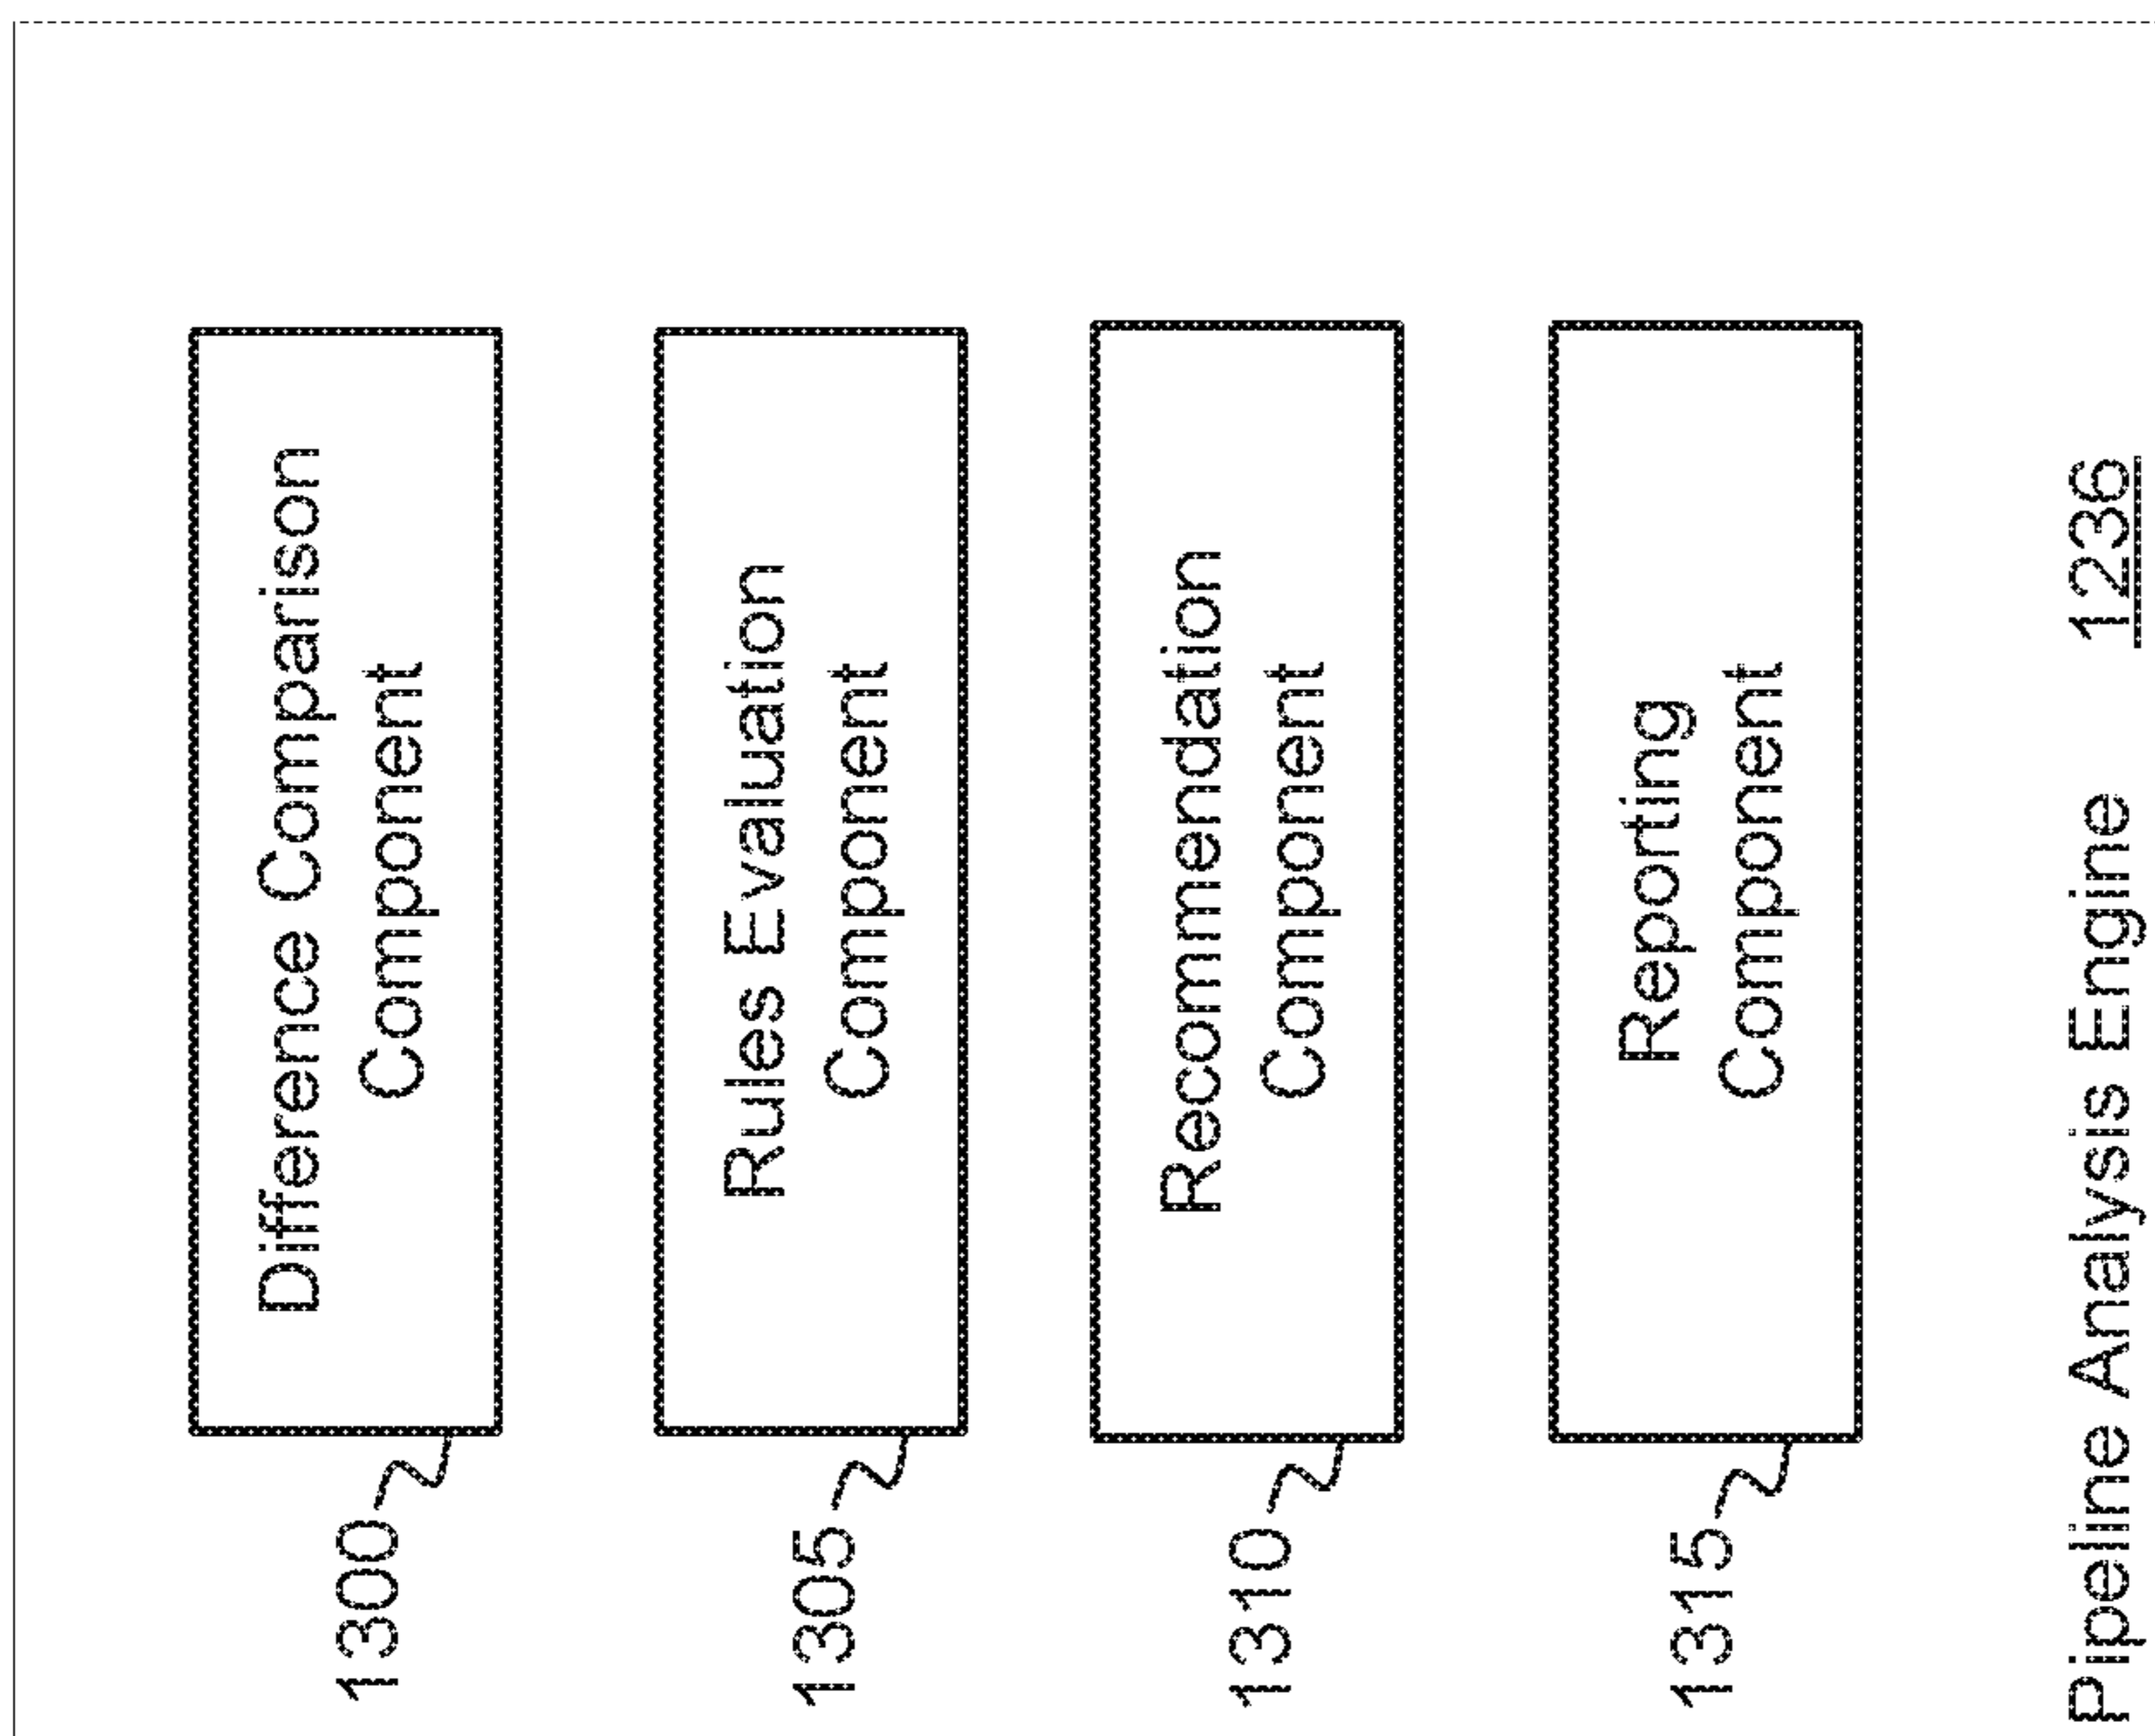 1300
Difference Comparison
Component
1305
Rules Evaluation
Component
1310
Recommendation
Component
1315
Reporting
Component
Pipeline Analysis Engine 1236